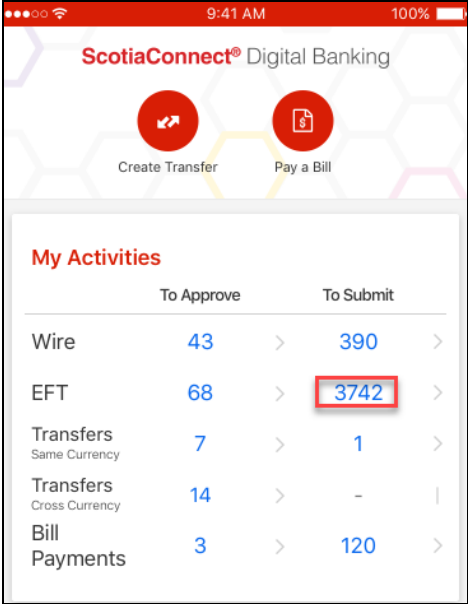 9:41 AM 100%
ScotiaConnect® Digital Banking
Create Transfer Pay a Bill
My Activities
To Approve To Submit
Wire 43 > 390 >
EFT 68 > 3742 >
Transfers
Same Currency 7 > 1 >
Transfers
Cross Currency 14 > - |
Bill
Payments 3 > 120 >